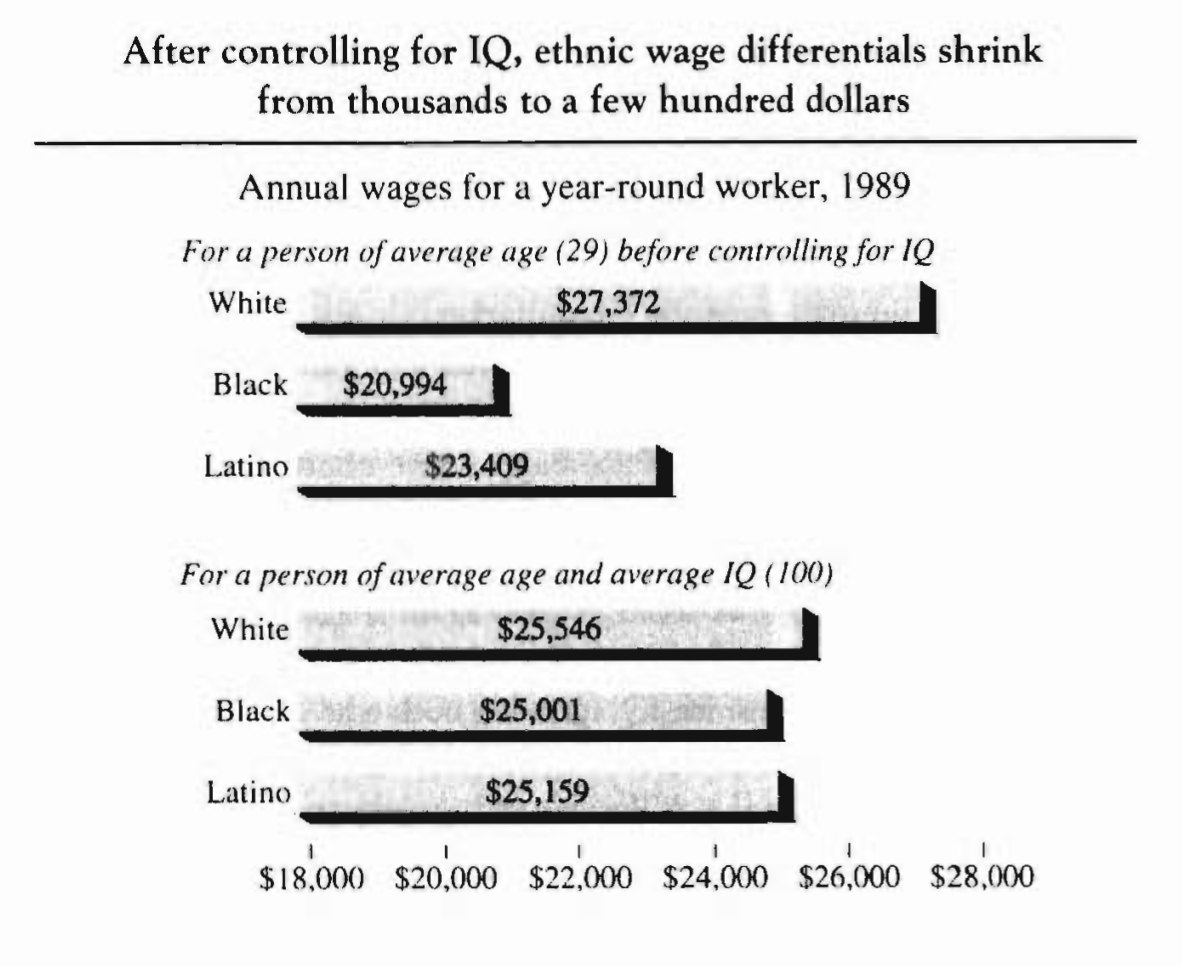 After controlling for IQ, ethnic wage differentials shrink
from thousands to a few hundred dollars
Annual wages for a year-round worker, 1989
For a person of average age (29) before controlling for IQ
White $27,372
Black $20,994
Latino $23,409
For a person of average age and average IQ (100)
White $25,546
Black $25,001
Latino $25,159
$18,000 $20,000 $22,000 $24,000 $26,000 $28,000